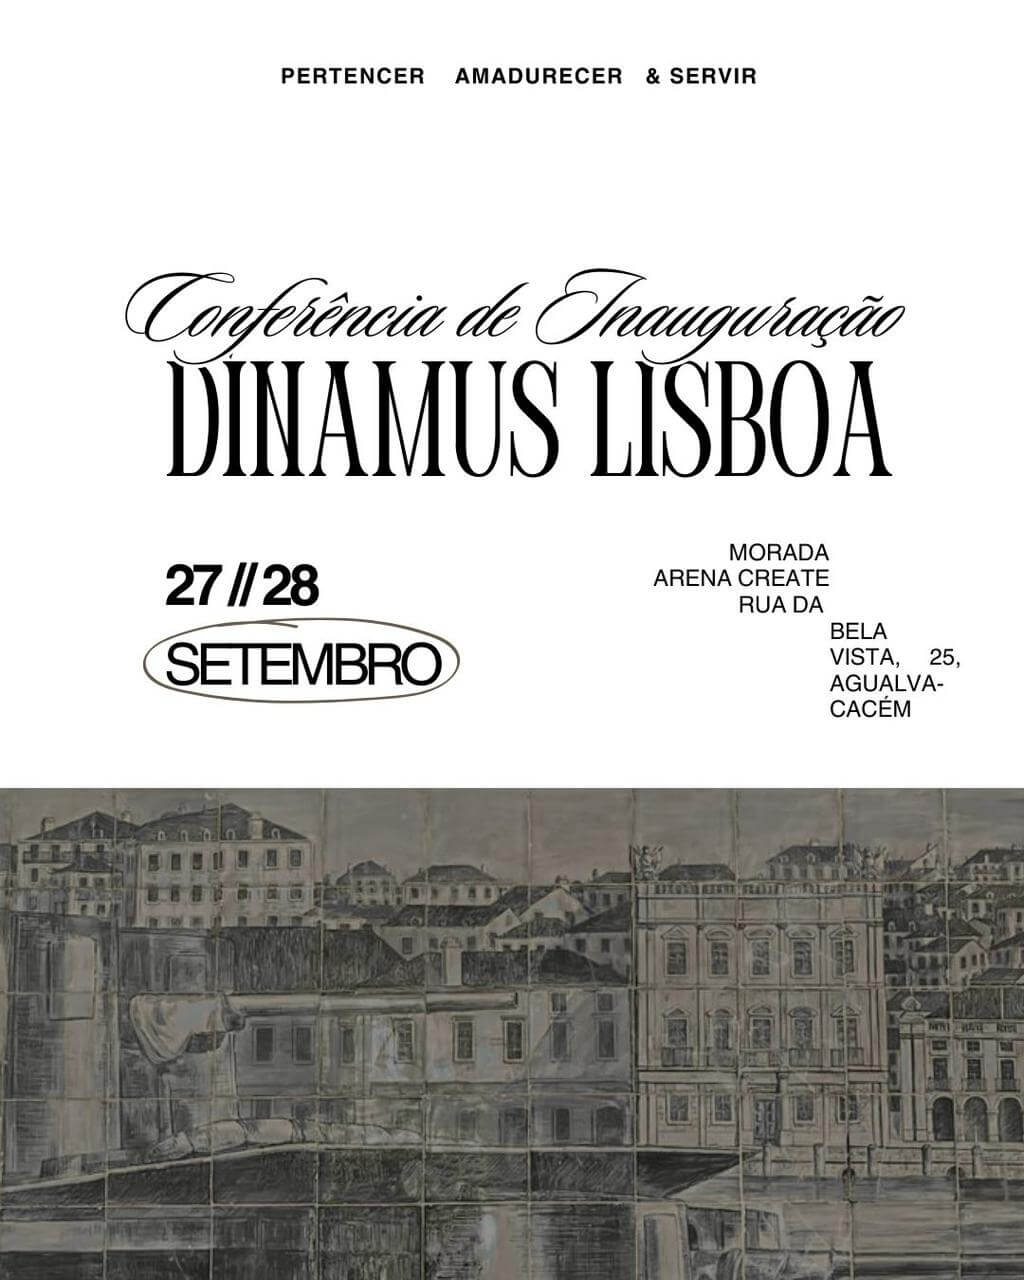 PERTENCER AMADURECER & SERVIR
Conferência de Inauguração
DINAMUS LISBOA
27//28
SETEMBRO
MORADA
ARENA CREATE
RUA DA
BELA
VISTA, 25,
AGUALVA-
CACÉM